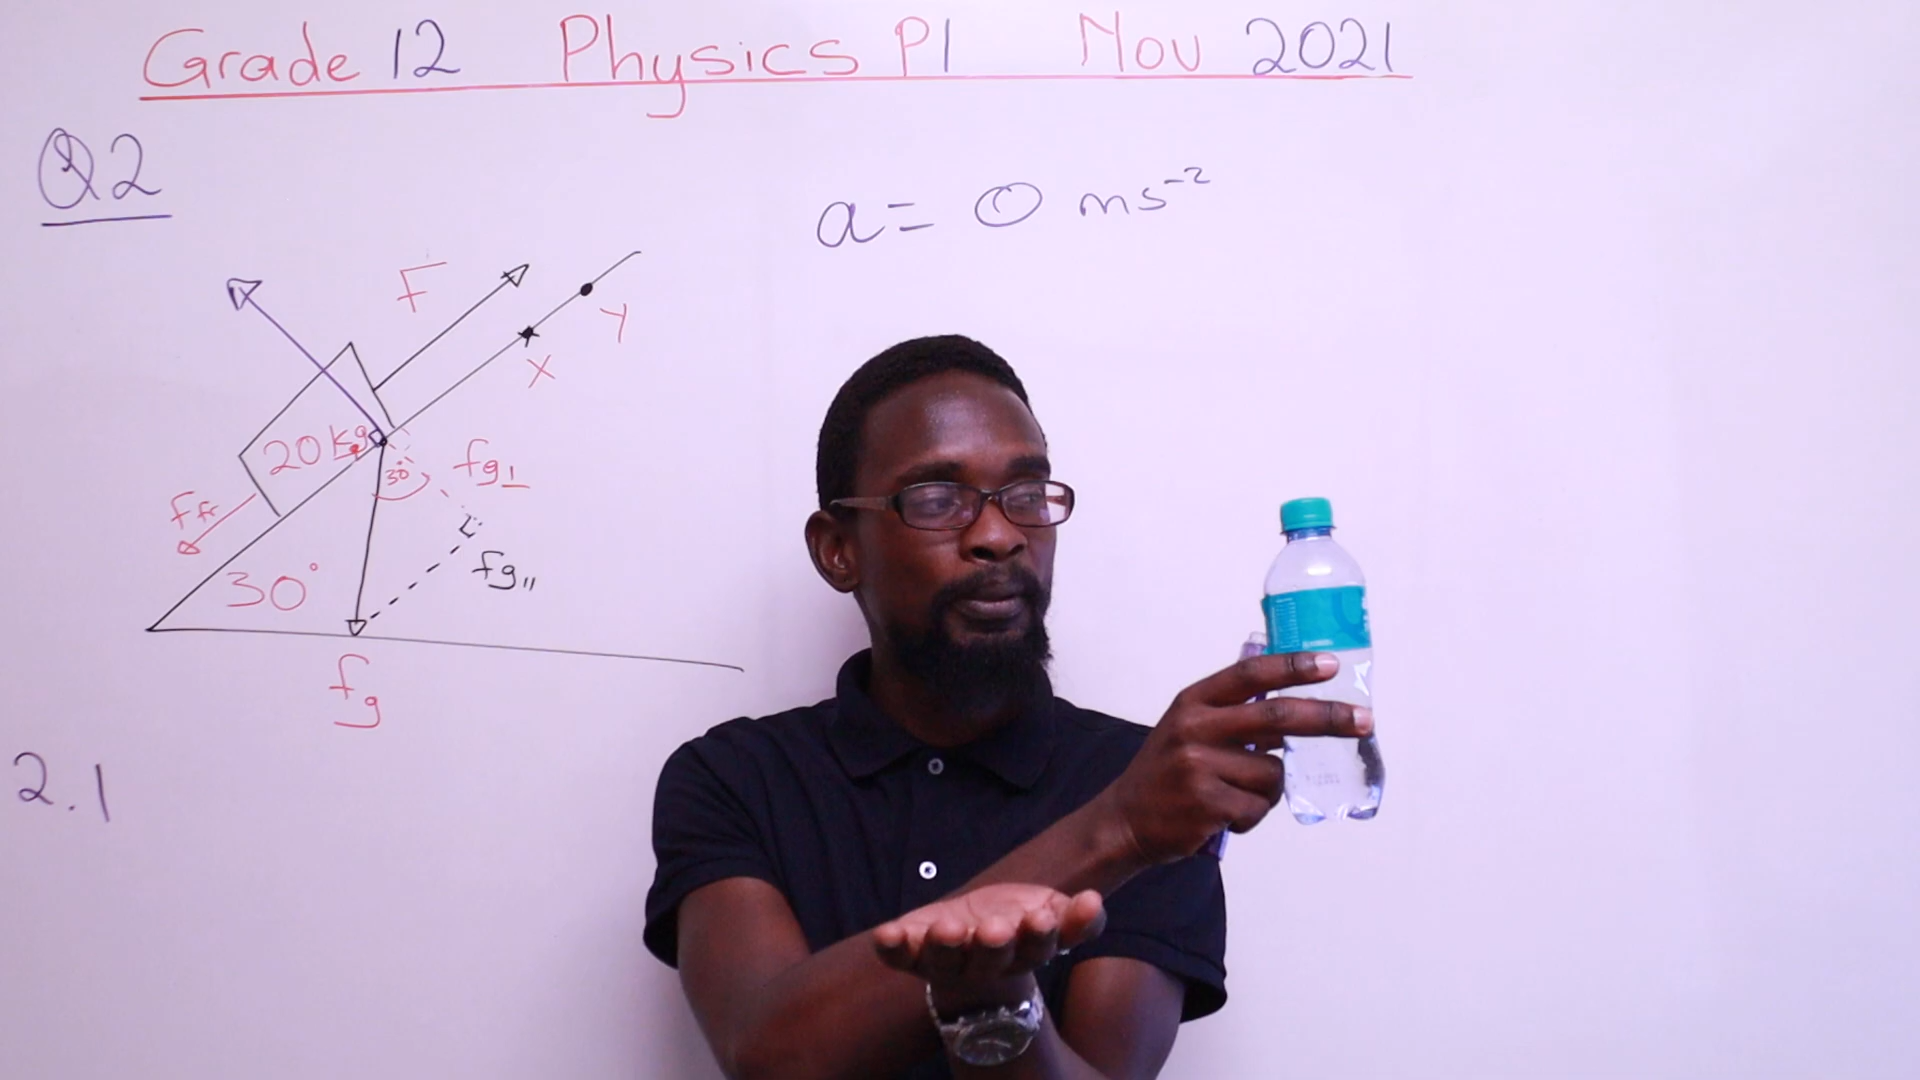 Grade 12 Physics P1 Nov 2021
Q2
a = 0 ms⁻²
F
Y
X
20 kg
30°
fg⊥
Ffr
fg||
30°
fg
2.1